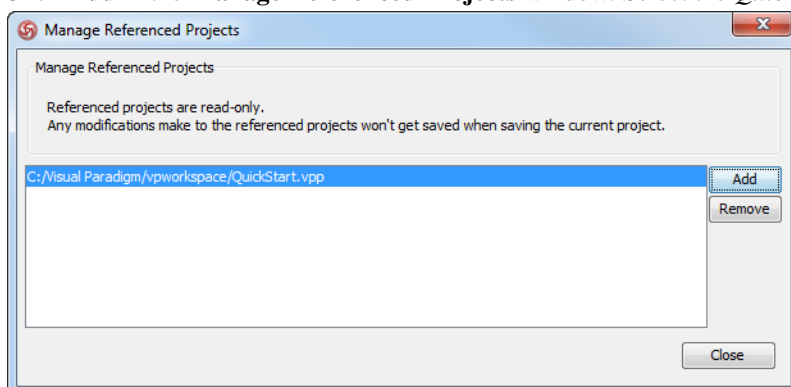 Manage Referenced Projects
Manage Referenced Projects
Referenced projects are read-only.
Any modifications make to the referenced projects won't get saved when saving the current project.
C:/Visual Paradigm/vpworkspace/QuickStart.vpp
Add
Remove
Close